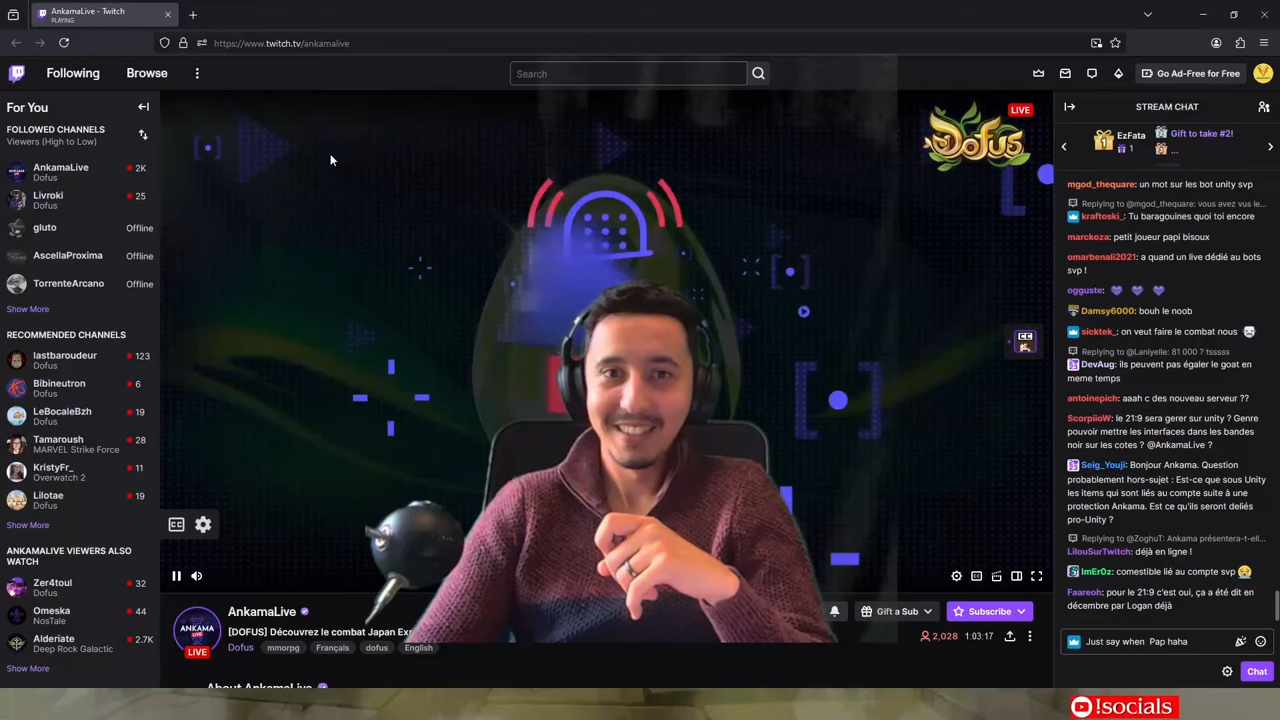 AnkamaLive - Twitch
PLAYING
https://www.twitch.tv/ankamalive
Following
Browse
Search
Go Ad-Free for Free
For You
FOLLOWED CHANNELS
Viewers (High to Low)
AnkamaLive
2K
Dofus
Livroki
25
Dofus
gluto
Offline
AscellaProxima
Offline
TorrenteArcano
Offline
Show More
RECOMMENDED CHANNELS
lastbaroudeur
123
Dofus
Bibineutron
6
Dofus
LeBocaleBzh
19
Dofus
Tamaroush
28
MARVEL Strike Force
KristyFr_
11
Overwatch 2
Lilotae
19
Dofus
Show More
ANKAMALIVE VIEWERS ALSO WATCH
Zer4toul
32
Dofus
Omeska
44
NosTale
Alderiate
2.7K
Deep Rock Galactic
Show More
DOFUS
LIVE
CC
CC
ANKAMA
LIVE
LIVE
AnkamaLive
[DOFUS] Découvrez le combat Japan Ex
Dofus
mmorpg
Français
dofus
English
Gift a Sub
Subscribe
2,028
1:03:17
About AnkamaLive
STREAM CHAT
1
EzFata
1
Gift to take #2!
...
mgod_thequare: un mot sur les bot unity svp
Replying to @mgod_thequare: vous avez vus le...
kraftoski_: Tu baragouines quoi toi encore
marckoza: petit joueur papi bisoux
omarbenali2021: a quand un live dédié au bots
svp !
ogguste:
Damsy6000: bouh le noob
sicktek_: on veut faire le combat nous
Replying to @Laniyelle: 81 000 ? tsssss
DevAug: ils peuvent pas égaler le goat en
meme temps
antoinepich: aaah c des nouveau serveur ??
ScorpiioW: le 21:9 sera gerer sur unity ? Genre
pouvoir mettre les interfaces dans les bandes
noir sur les cotes ? @AnkamaLive ?
Seig_Youji: Bonjour Ankama. Question
probablement hors-sujet : Est-ce que sous Unity
les items qui sont liés au compte suite à une
protection Ankama. Est ce qu'ils seront deliés
pro-Unity ?
Replying to @ZoghuT: Ankama présentera-t-ell...
LilouSurTwitch: déjà en ligne !
ImEr0z: comestible lié au compte svp
Faareoh: pour le 21:9 c'est oui, ça a été dit en
décembre par Logan déjà
Just say when Pap haha
Chat
!socials